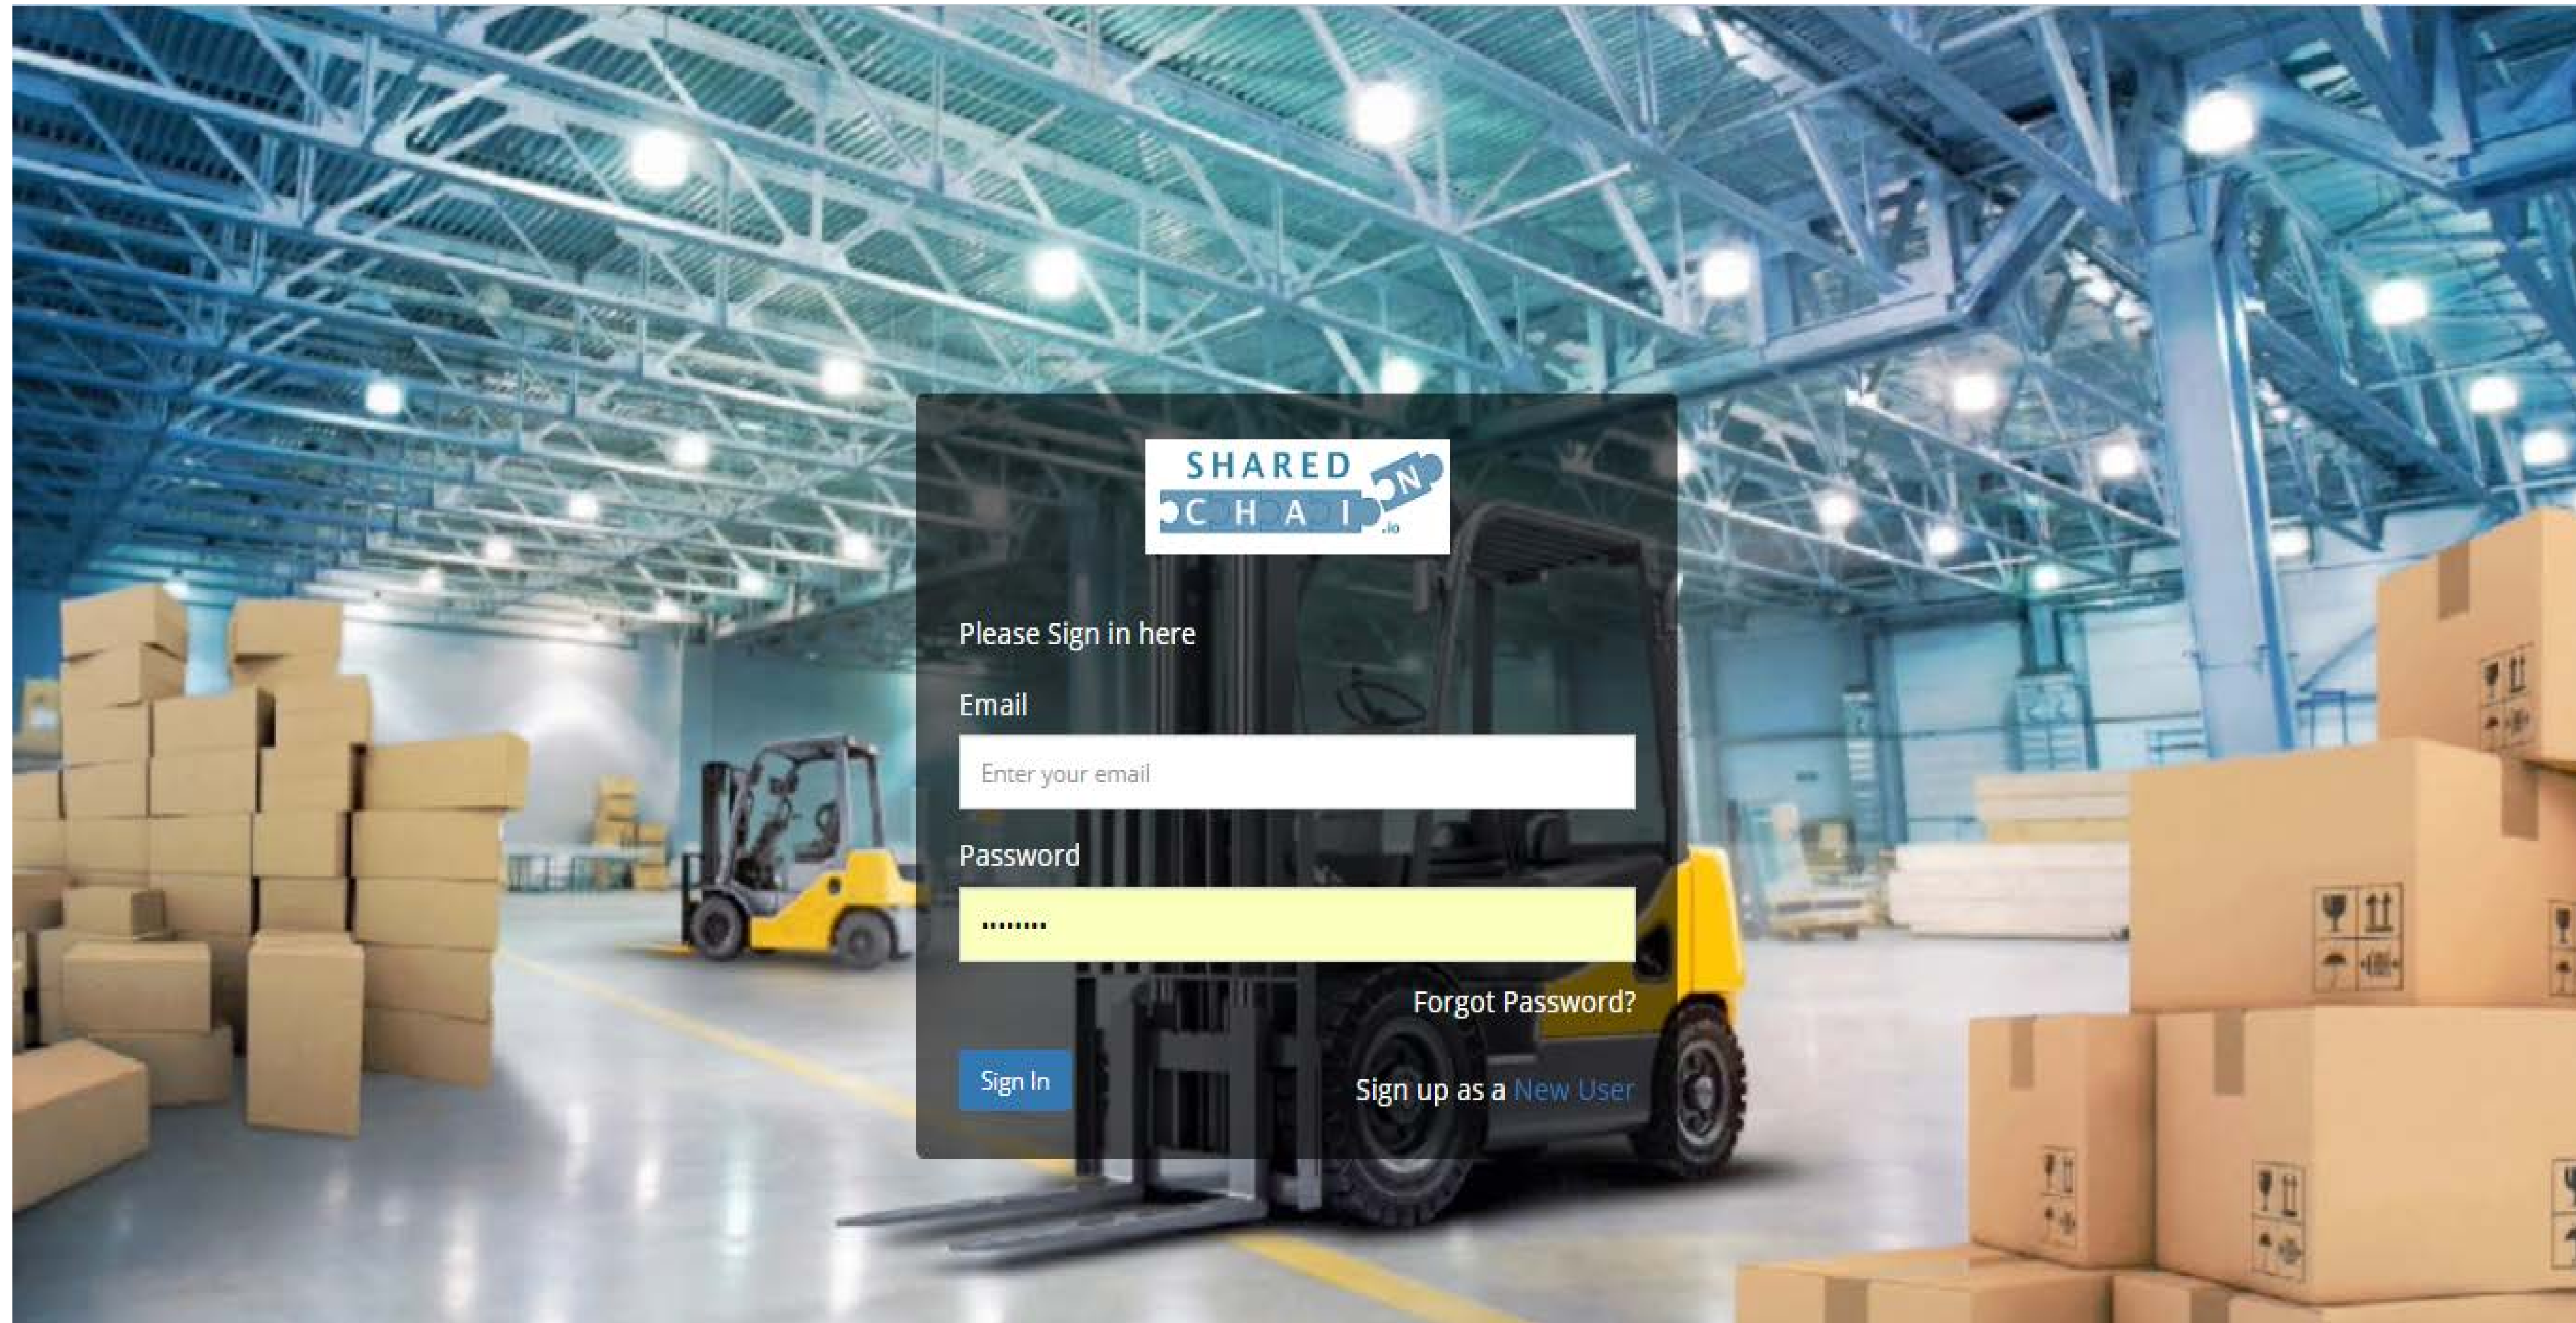 SHARED
CHAIN
.io
Please Sign in here
Email
Enter your email
Password
••••••••
Forgot Password?
Sign In
Sign up as a New User